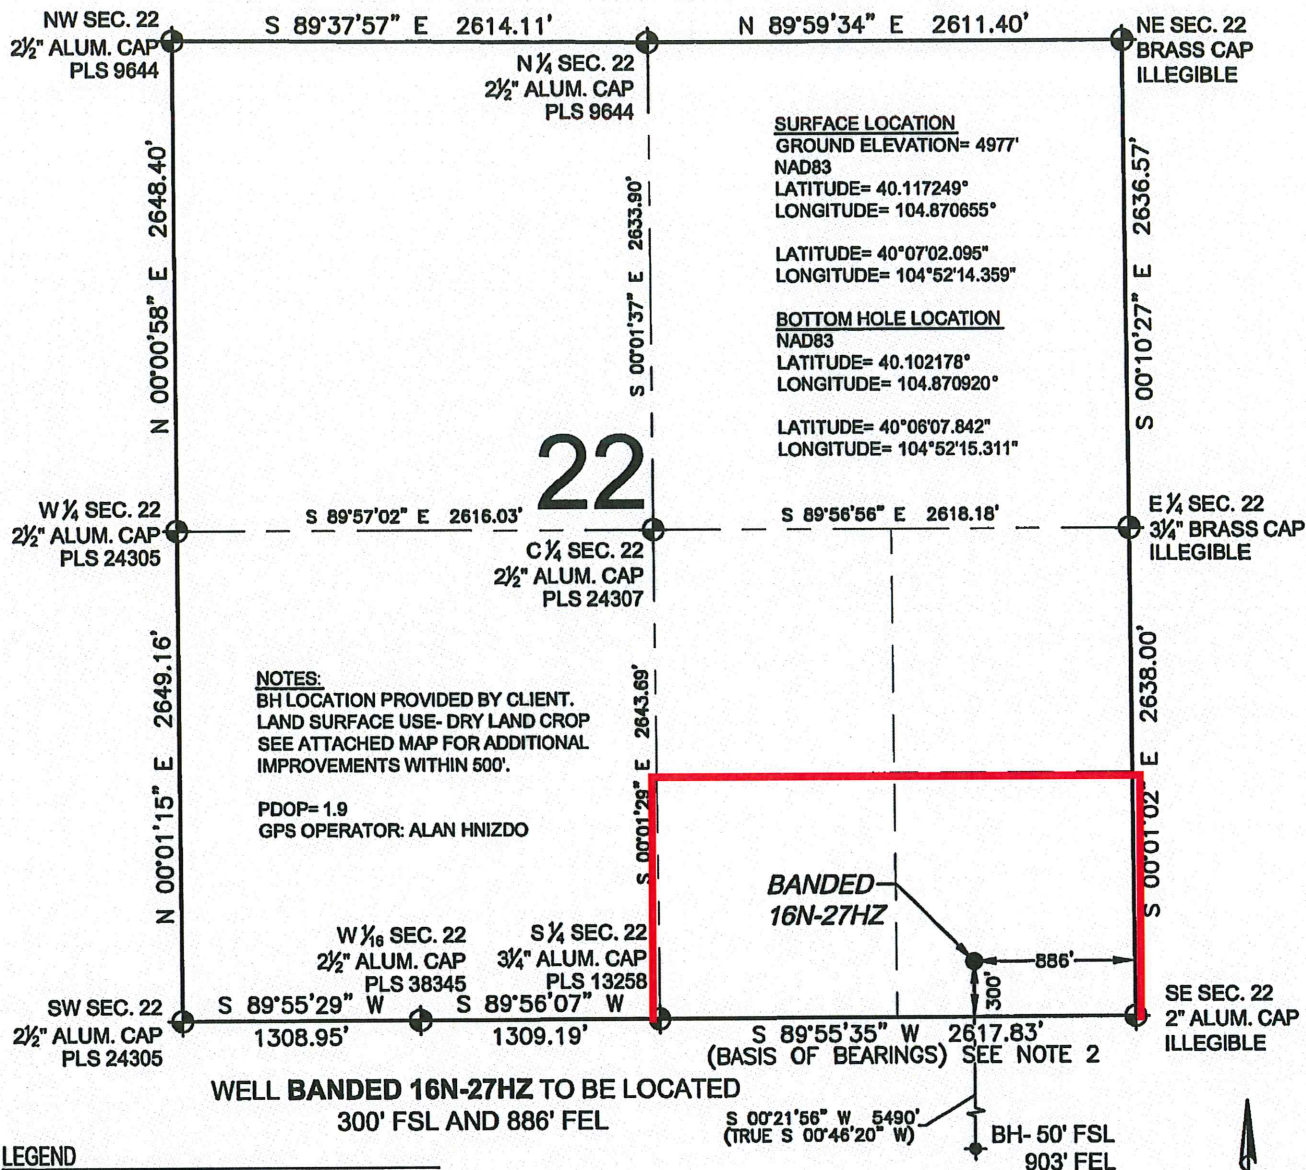 NW SEC. 22
2½" ALUM. CAP
PLS 9644
S 89°37'57" E 2614.11'
N 89°59'34" E 2611.40'
NE SEC. 22
BRASS CAP
ILLEGIBLE
N ¼ SEC. 22
2½" ALUM. CAP
PLS 9644
SURFACE LOCATION
GROUND ELEVATION= 4977'
NAD83
LATITUDE= 40.117249°
LONGITUDE= 104.870655°
LATITUDE= 40°07'02.095"
LONGITUDE= 104°52'14.359"
BOTTOM HOLE LOCATION
NAD83
LATITUDE= 40.102178°
LONGITUDE= 104.870920°
LATITUDE= 40°06'07.842"
LONGITUDE= 104°52'15.311"
N 00°00'58" E 2648.40'
S 00°01'37" E 2633.90'
S 00°10'27" E 2636.57'
22
W ¼ SEC. 22
2½" ALUM. CAP
PLS 24305
S 89°57'02" E 2616.03'
S 89°56'56" E 2618.18'
E ¼ SEC. 22
3¼" BRASS CAP
ILLEGIBLE
C ¼ SEC. 22
2½" ALUM. CAP
PLS 24307
N 00°01'15" E 2649.16'
NOTES:
BH LOCATION PROVIDED BY CLIENT.
LAND SURFACE USE- DRY LAND CROP
SEE ATTACHED MAP FOR ADDITIONAL
IMPROVEMENTS WITHIN 500'.
PDOP= 1.9
GPS OPERATOR: ALAN HNIZDO
S 00°01'29" E 2643.69'
S 00°01'02" E 2638.00'
BANDED
16N-27HZ
886'
300'
W 1⁄16 SEC. 22
2½" ALUM. CAP
PLS 38345
S ¼ SEC. 22
3¼" ALUM. CAP
PLS 13258
SW SEC. 22
2½" ALUM. CAP
PLS 24305
S 89°55'29" W
1308.95'
S 89°56'07" W
1309.19'
S 89°55'35" W 2617.83'
(BASIS OF BEARINGS) SEE NOTE 2
SE SEC. 22
2" ALUM. CAP
ILLEGIBLE
WELL BANDED 16N-27HZ TO BE LOCATED
300' FSL AND 886' FEL
S 00°21'56" W 5490'
(TRUE S 00°46'20" W)
BH- 50' FSL
903' FEL
LEGEND